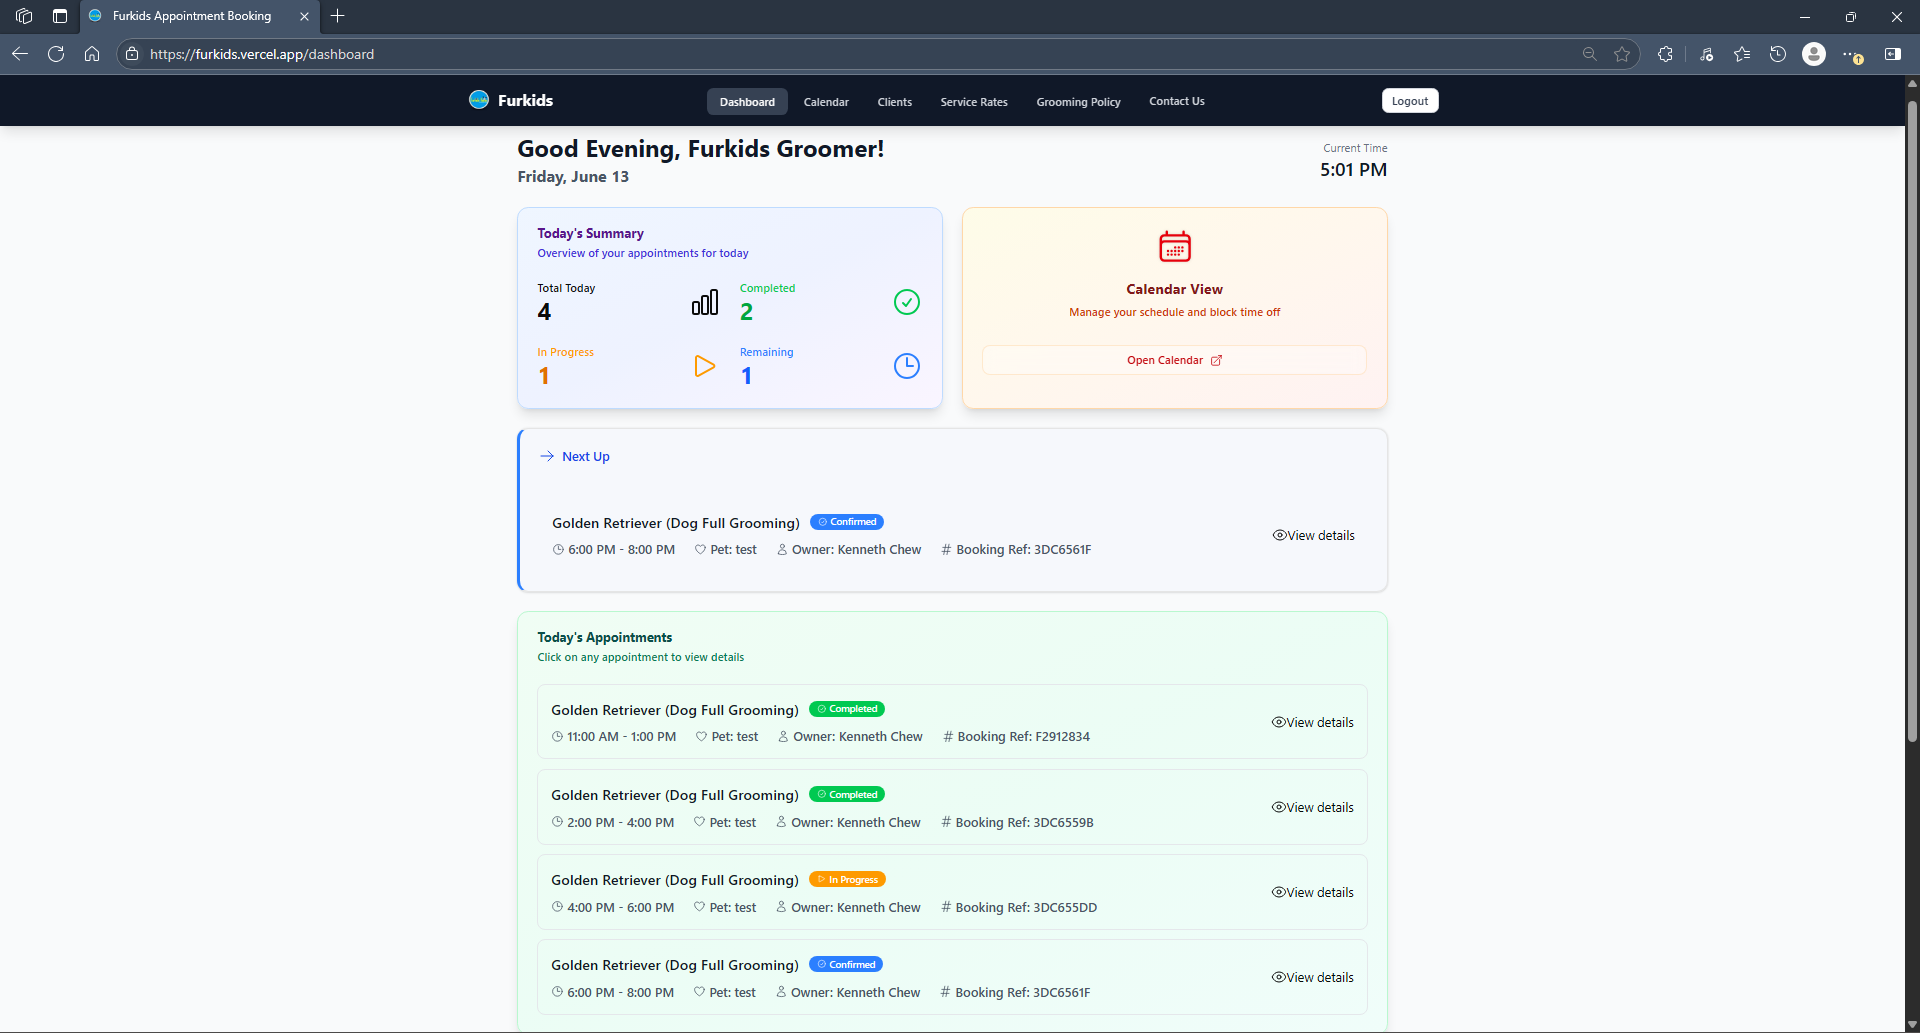 Furkids Appointment Booking
https://furkids.vercel.app/dashboard
Furkids
Dashboard
Calendar
Clients
Service Rates
Grooming Policy
Contact Us
Logout
Good Evening, Furkids Groomer!
Friday, June 13
Current Time
5:01 PM
Today's Summary
Overview of your appointments for today
Total Today
4
Completed
2
In Progress
1
Remaining
1
Calendar View
Manage your schedule and block time off
Open Calendar
Next Up
Golden Retriever (Dog Full Grooming) Confirmed
6:00 PM - 8:00 PM Pet: test Owner: Kenneth Chew # Booking Ref: 3DC6561F
View details
Today's Appointments
Click on any appointment to view details
Golden Retriever (Dog Full Grooming) Completed
11:00 AM - 1:00 PM Pet: test Owner: Kenneth Chew # Booking Ref: F2912834
View details
Golden Retriever (Dog Full Grooming) Completed
2:00 PM - 4:00 PM Pet: test Owner: Kenneth Chew # Booking Ref: 3DC6559B
View details
Golden Retriever (Dog Full Grooming) In Progress
4:00 PM - 6:00 PM Pet: test Owner: Kenneth Chew # Booking Ref: 3DC655DD
View details
Golden Retriever (Dog Full Grooming) Confirmed
6:00 PM - 8:00 PM Pet: test Owner: Kenneth Chew # Booking Ref: 3DC6561F
View details